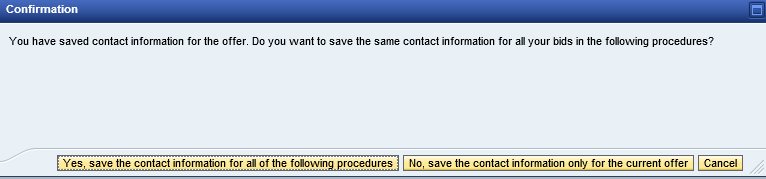 Confirmation
You have saved contact information for the offer. Do you want to save the same contact information for all your bids in the following procedures?
Yes, save the contact information for all of the following procedures No, save the contact information only for the current offer Cancel